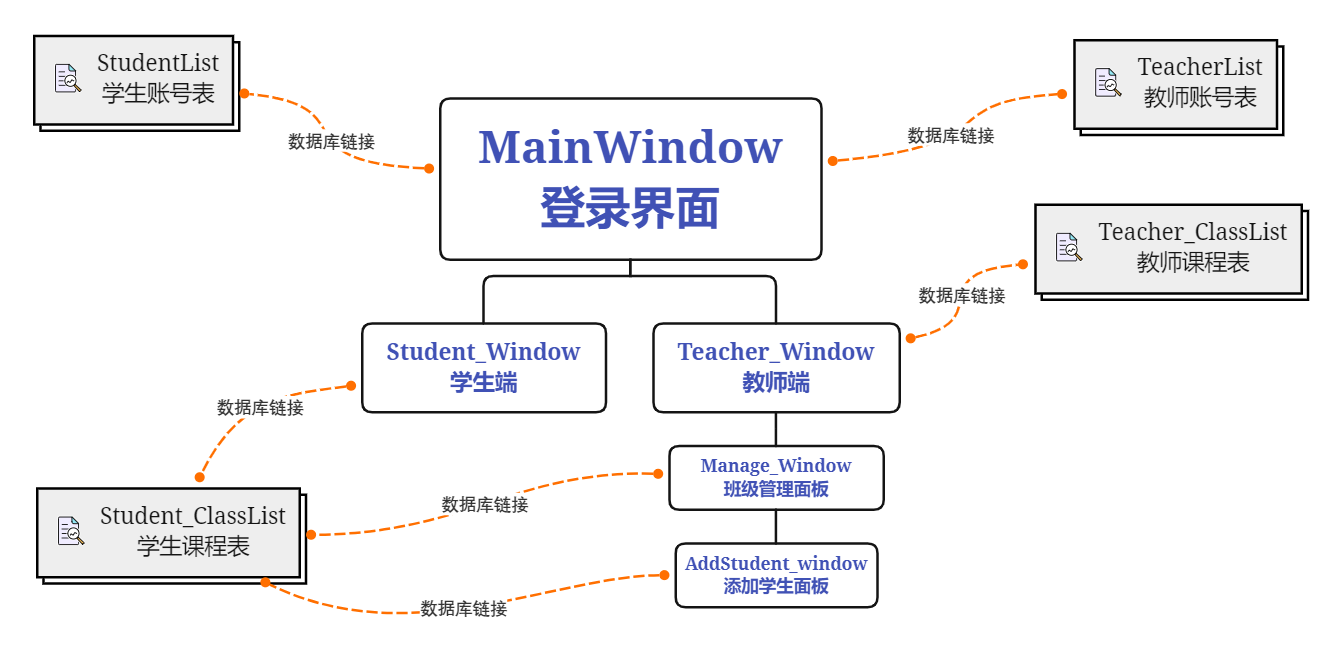 StudentList
学生账号表
TeacherList
教师账号表
数据库链接
数据库链接
MainWindow
登录界面
Teacher_ClassList
教师课程表
数据库链接
Student_Window
学生端
Teacher_Window
教师端
数据库链接
Manage_Window
班级管理面板
数据库链接
Student_ClassList
学生课程表
AddStudent_window
添加学生面板
数据库链接